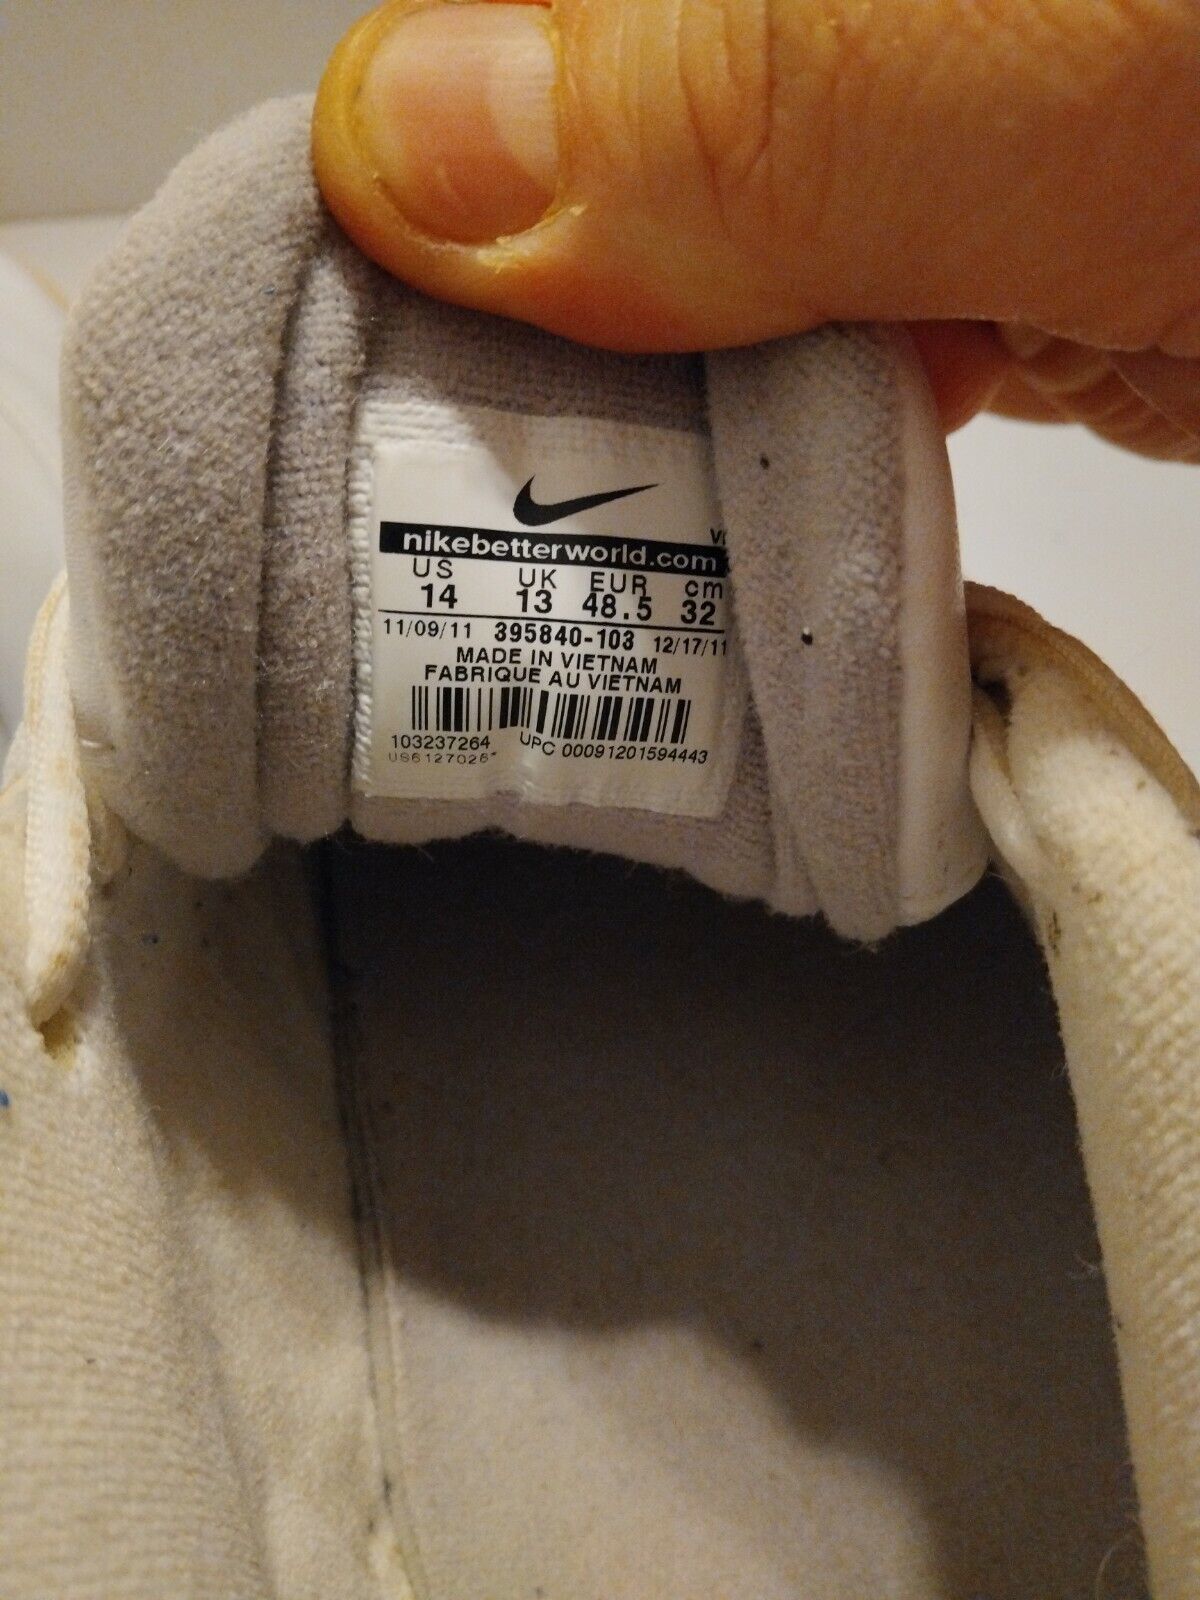 nikebetterworld.com
US UK EUR cm
14 13 48.5 32
11/09/11 395840-103 12/17/11
MADE IN VIETNAM
FABRIQUE AU VIETNAM
103237264 UPC 00091201594443